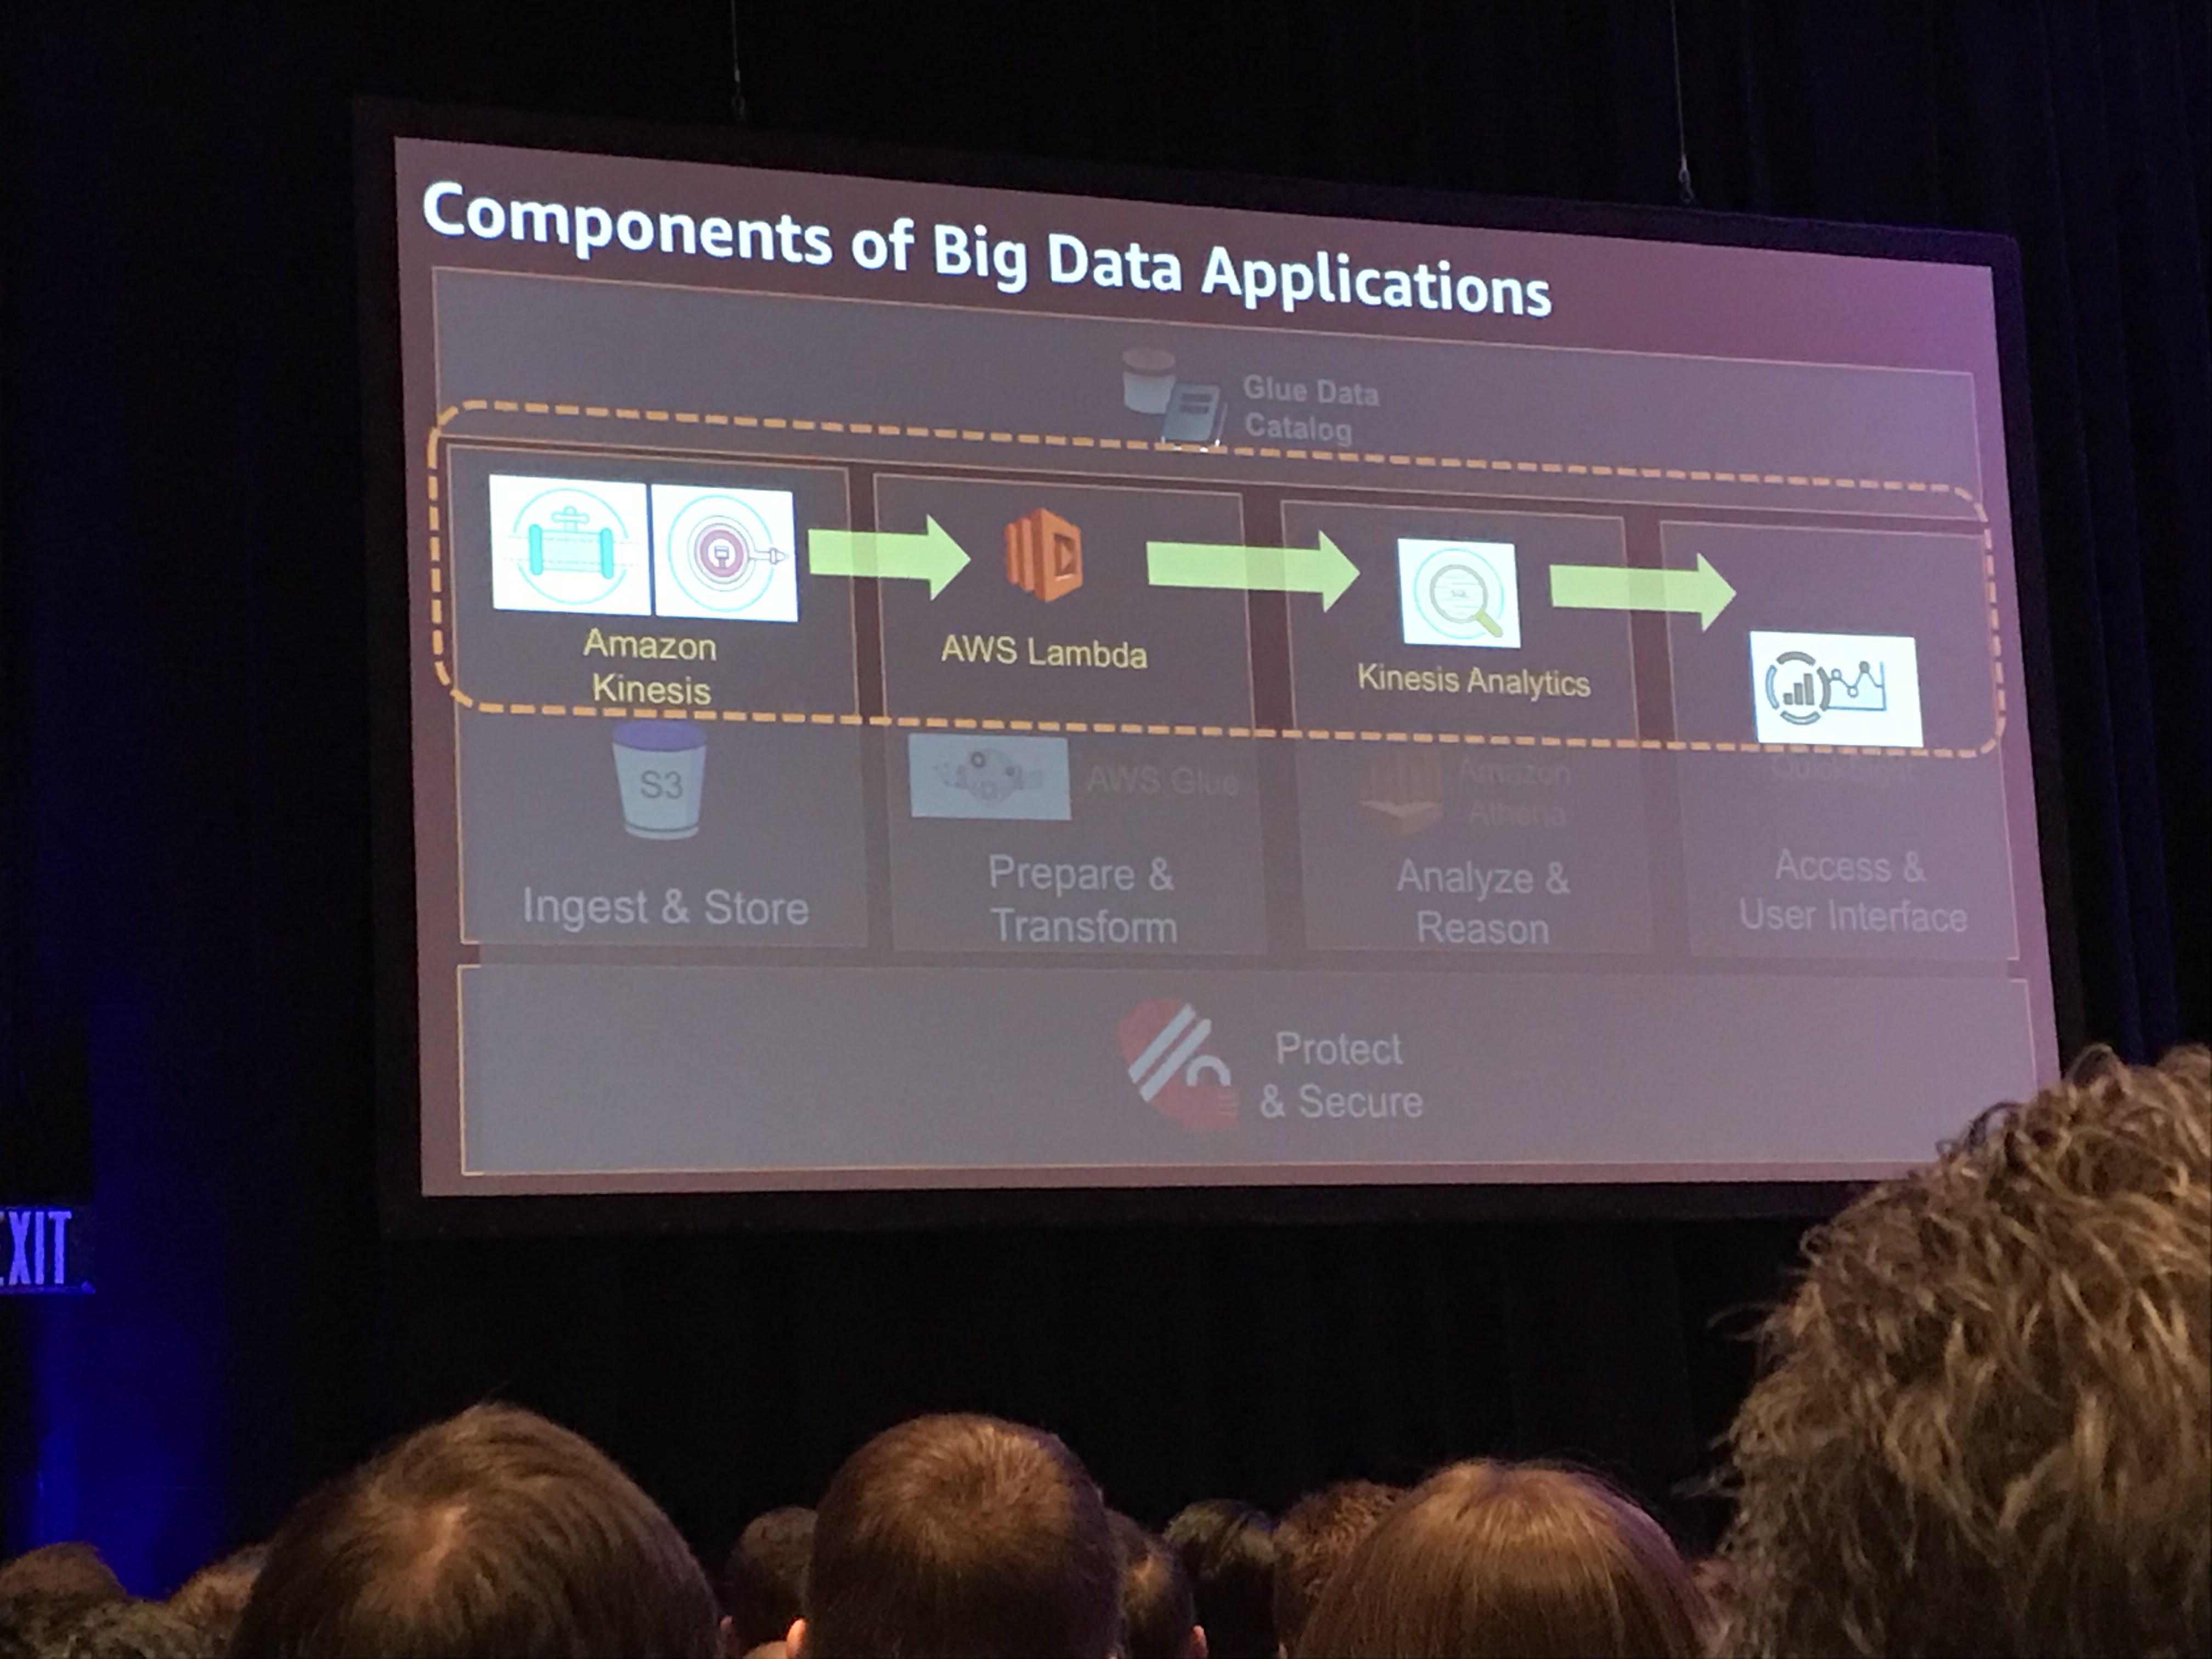 Components of Big Data Applications
Glue Data
Catalog
Amazon
Kinesis
AWS Lambda
SQL
Kinesis Analytics
S3
AWS Glue
Amazon
Athena
QuickSight
Ingest & Store
Prepare &
Transform
Analyze &
Reason
Access &
User Interface
Protect
& Secure
EXIT